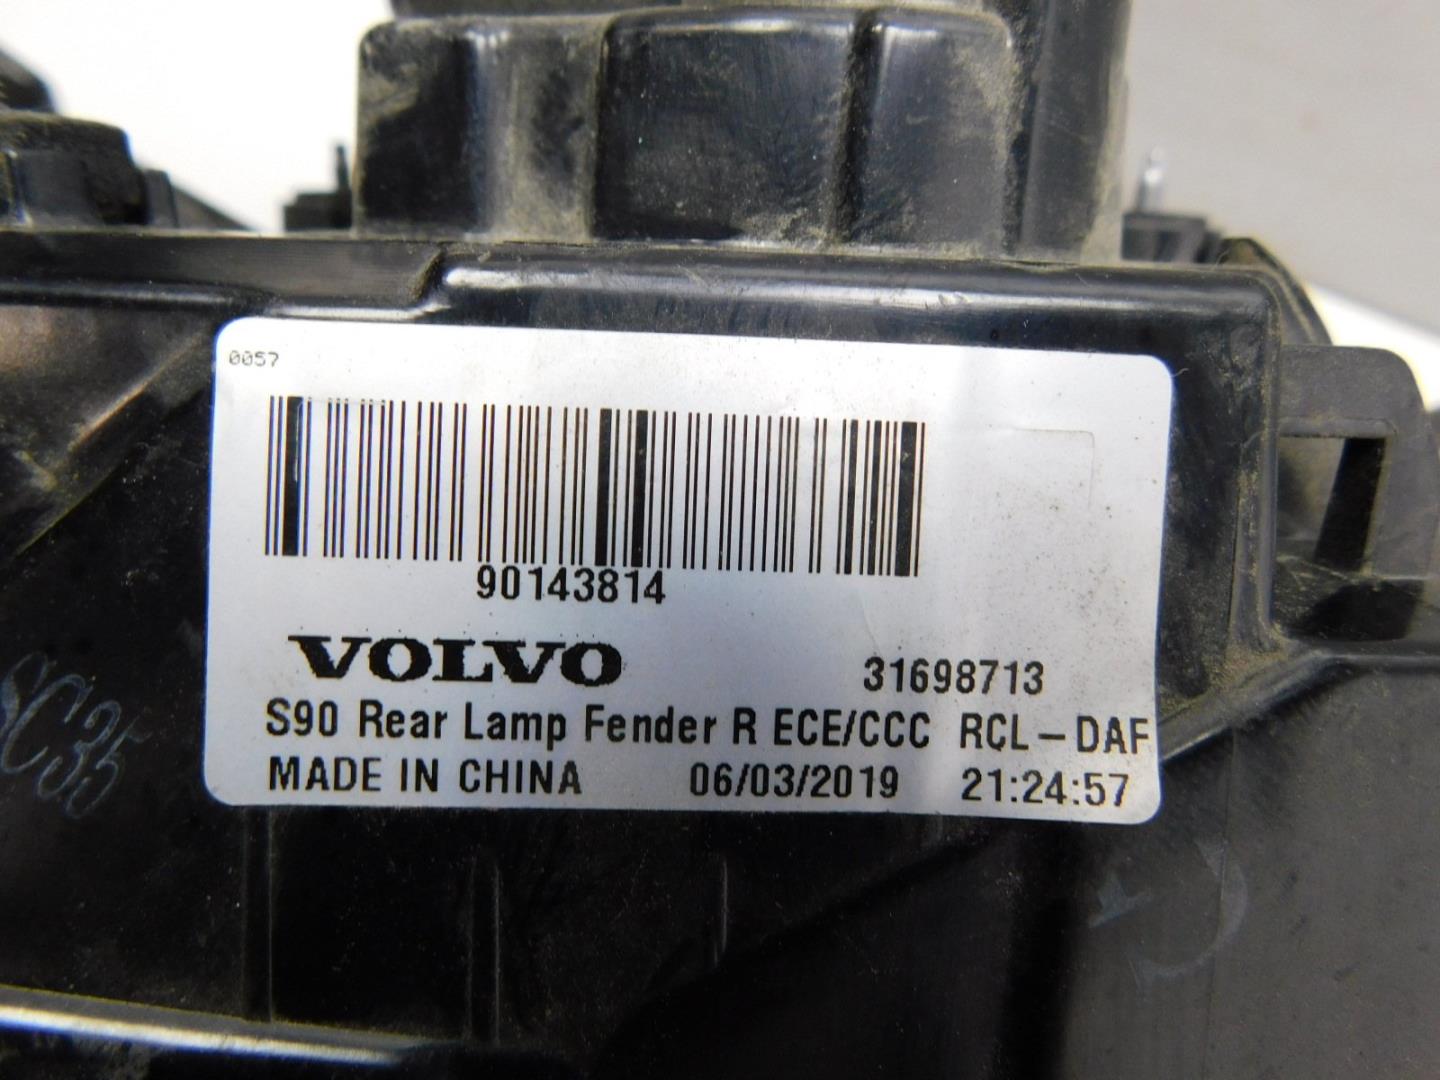 0057
90143814
VOLVO 31698713
S90 Rear Lamp Fender R ECE/CCC RCL-DAF
MADE IN CHINA 06/03/2019 21:24:57
SC35